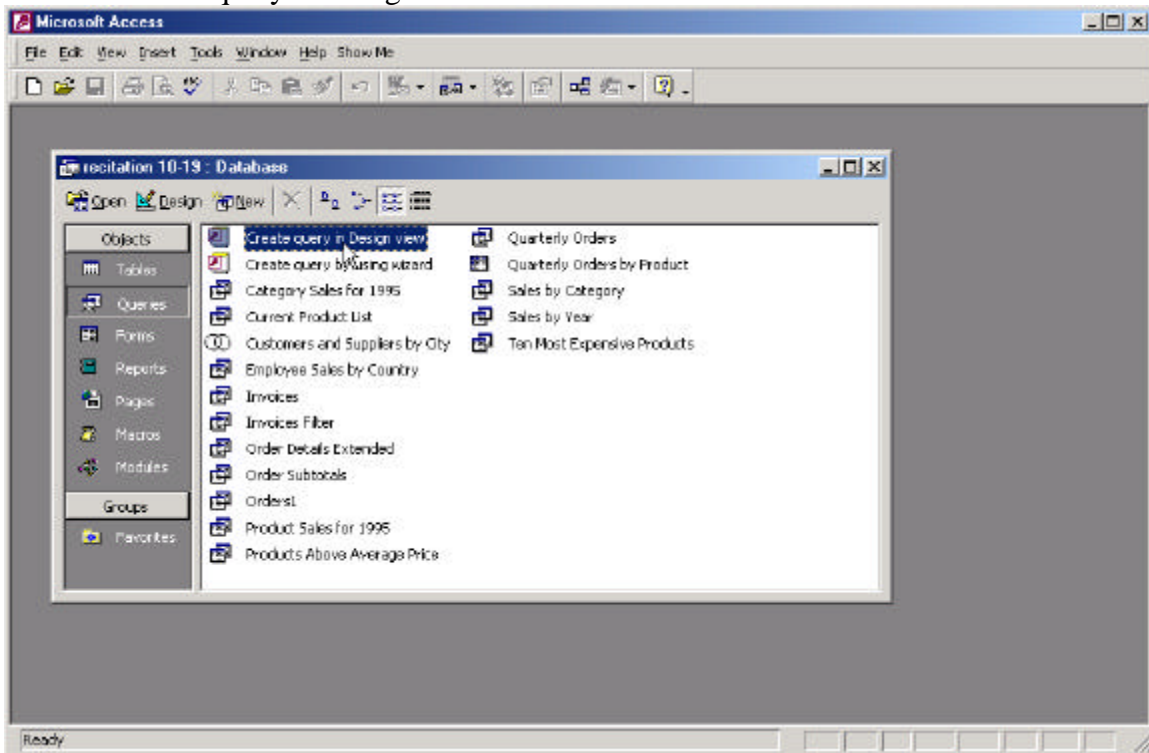 Microsoft Access
File Edit View Insert Tools Window Help Show Me
recitation 10-19 : Database
Open Design New
Objects
Tables
Queries
Forms
Reports
Pages
Macros
Modules
Groups
Favorites
Create query in Design view
Create query by using wizard
Category Sales for 1995
Current Product List
Customers and Suppliers by City
Employee Sales by Country
Invoices
Invoices Filter
Order Details Extended
Order Subtotals
Orders1
Product Sales for 1995
Products Above Average Price
Quarterly Orders
Quarterly Orders by Product
Sales by Category
Sales by Year
Ten Most Expensive Products
Ready